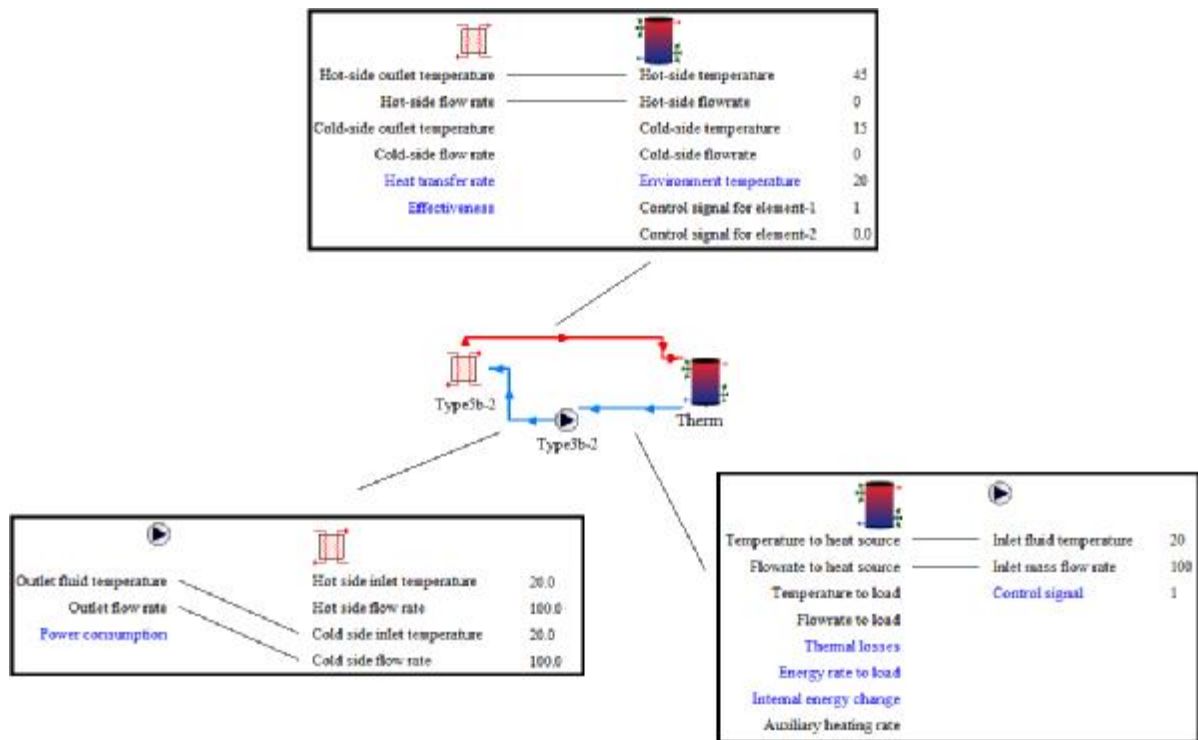 Hot-side outlet temperature Hot-side temperature 45
Hot-side flow rate Hot-side flowrate 0
Cold-side outlet temperature Cold-side temperature 15
Cold-side flow rate Cold-side flowrate 0
Heat transfer rate Environment temperature 20
Effectiveness Control signal for element-1 1
Control signal for element-2 0.0
Type5b-2
Therm
Type3b-2
Outlet fluid temperature Hot side inlet temperature 20.0
Outlet flow rate Hot side flow rate 100.0
Power consumption Cold side inlet temperature 20.0
Cold side flow rate 100.0
Temperature to heat source Inlet fluid temperature 20
Flowrate to heat source Inlet mass flow rate 100
Temperature to load Control signal 1
Flowrate to load
Thermal losses
Energy rate to load
Internal energy change
Auxiliary heating rate